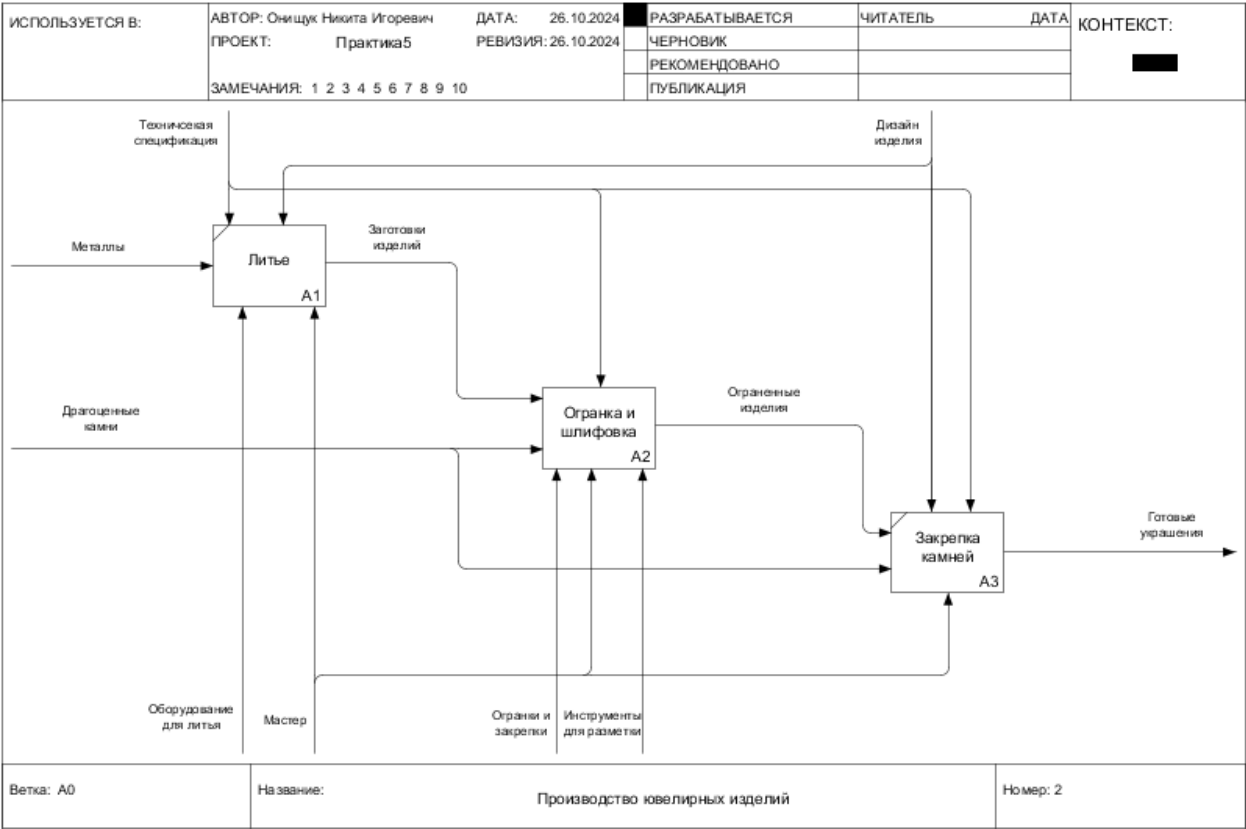 ИСПОЛЬЗУЕТСЯ В:
АВТОР: Онищук Никита Игоревич
ДАТА: 26.10.2024
ПРОЕКТ: Практика5
РЕВИЗИЯ: 26.10.2024
ЗАМЕЧАНИЯ: 1 2 3 4 5 6 7 8 9 10
РАЗРАБАТЫВАЕТСЯ
ЧЕРНОВИК
РЕКОМЕНДОВАНО
ПУБЛИКАЦИЯ
ЧИТАТЕЛЬ
ДАТА
КОНТЕКСТ:
Техничсекая
спецификация
Дизайн
изделия
Металлы
Литье
A1
Заготовки
изделий
Драгоценные
камни
Огранка и
шлифовка
A2
Ограненные
изделия
Закрепка
камней
A3
Готовые
украшения
Оборудование
для литья
Мастер
Огранки и
закрепки
Инструменты
для разметки
Ветка: A0
Название:
Производство ювелирных изделий
Номер: 2